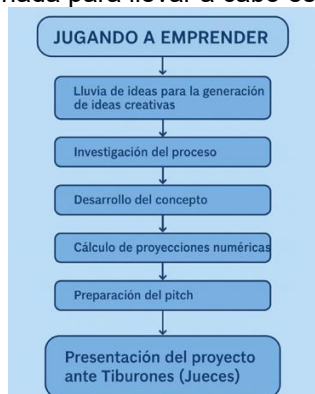 JUGANDO A EMPRENDER
Lluvia de ideas para la generación
de ideas creativas
Investigación del proceso
Desarrollo del concepto
Cálculo de proyecciones numéricas
Preparación del pitch
Presentación del proyecto
ante Tiburones (Jueces)